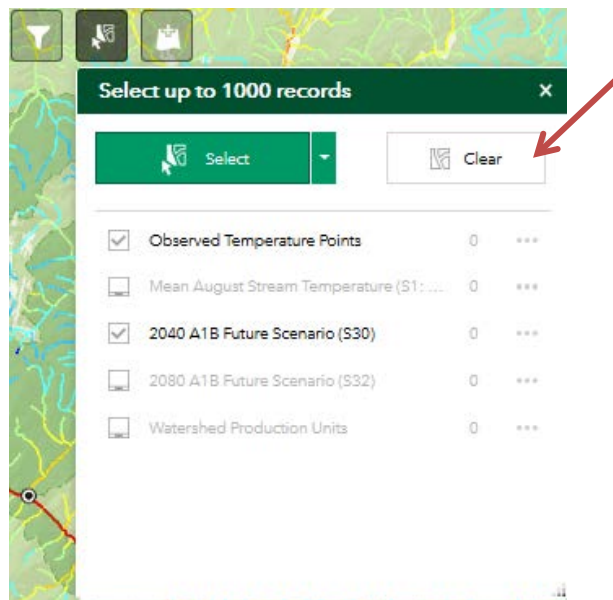 Select up to 1000 records ×
Select Clear
Observed Temperature Points 0
Mean August Stream Temperature (S1: ... 0
2040 A1B Future Scenario (S30) 0
2080 A1B Future Scenario (S32) 0
Watershed Production Units 0